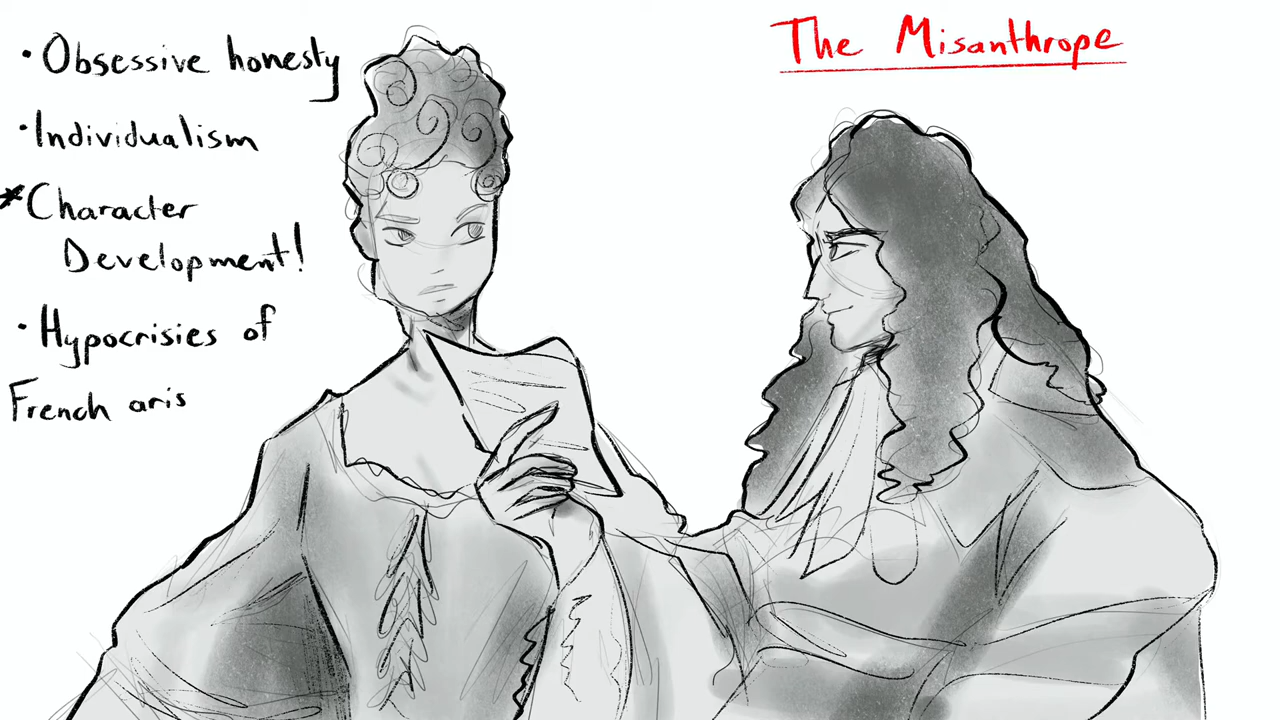 The Misanthrope
• Obsessive honesty
• Individualism
* Character
Development!
• Hypocrisies of
French aris